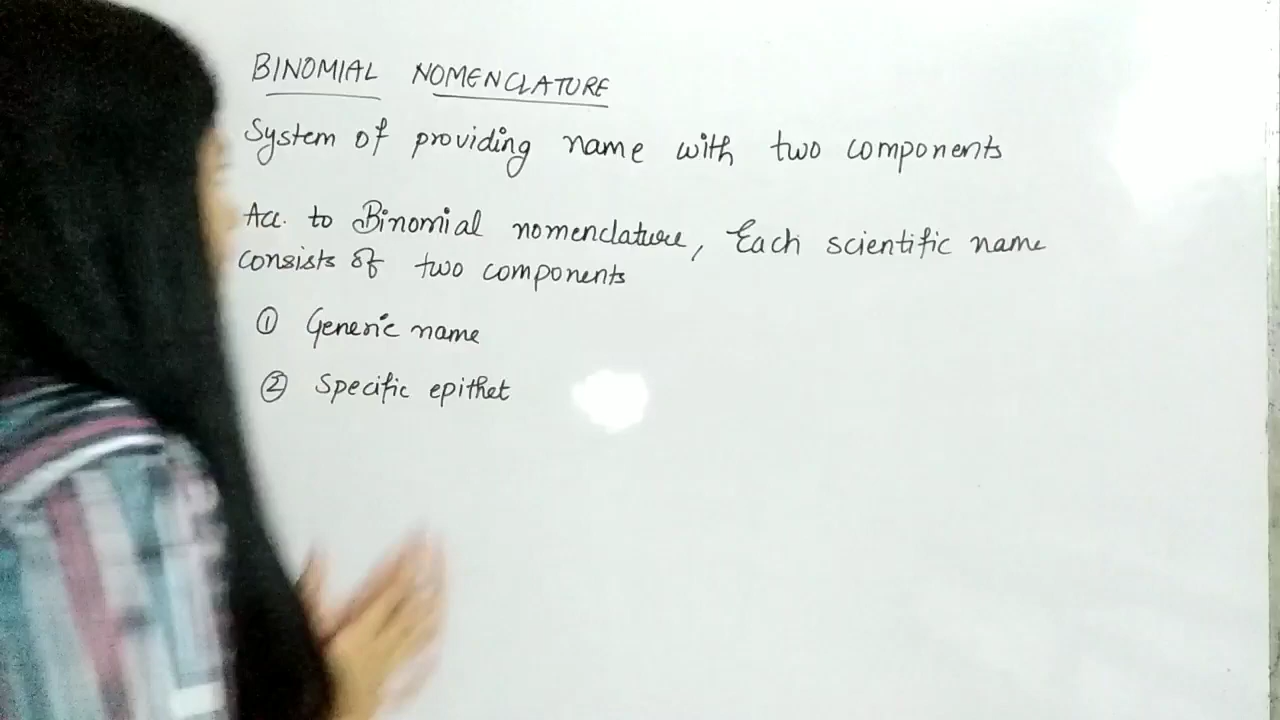 BINOMIAL NOMENCLATURE
System of providing name with two components
Acc. to Binomial nomenclature, Each scientific name
consists of two components
① Generic name
② Specific epithet